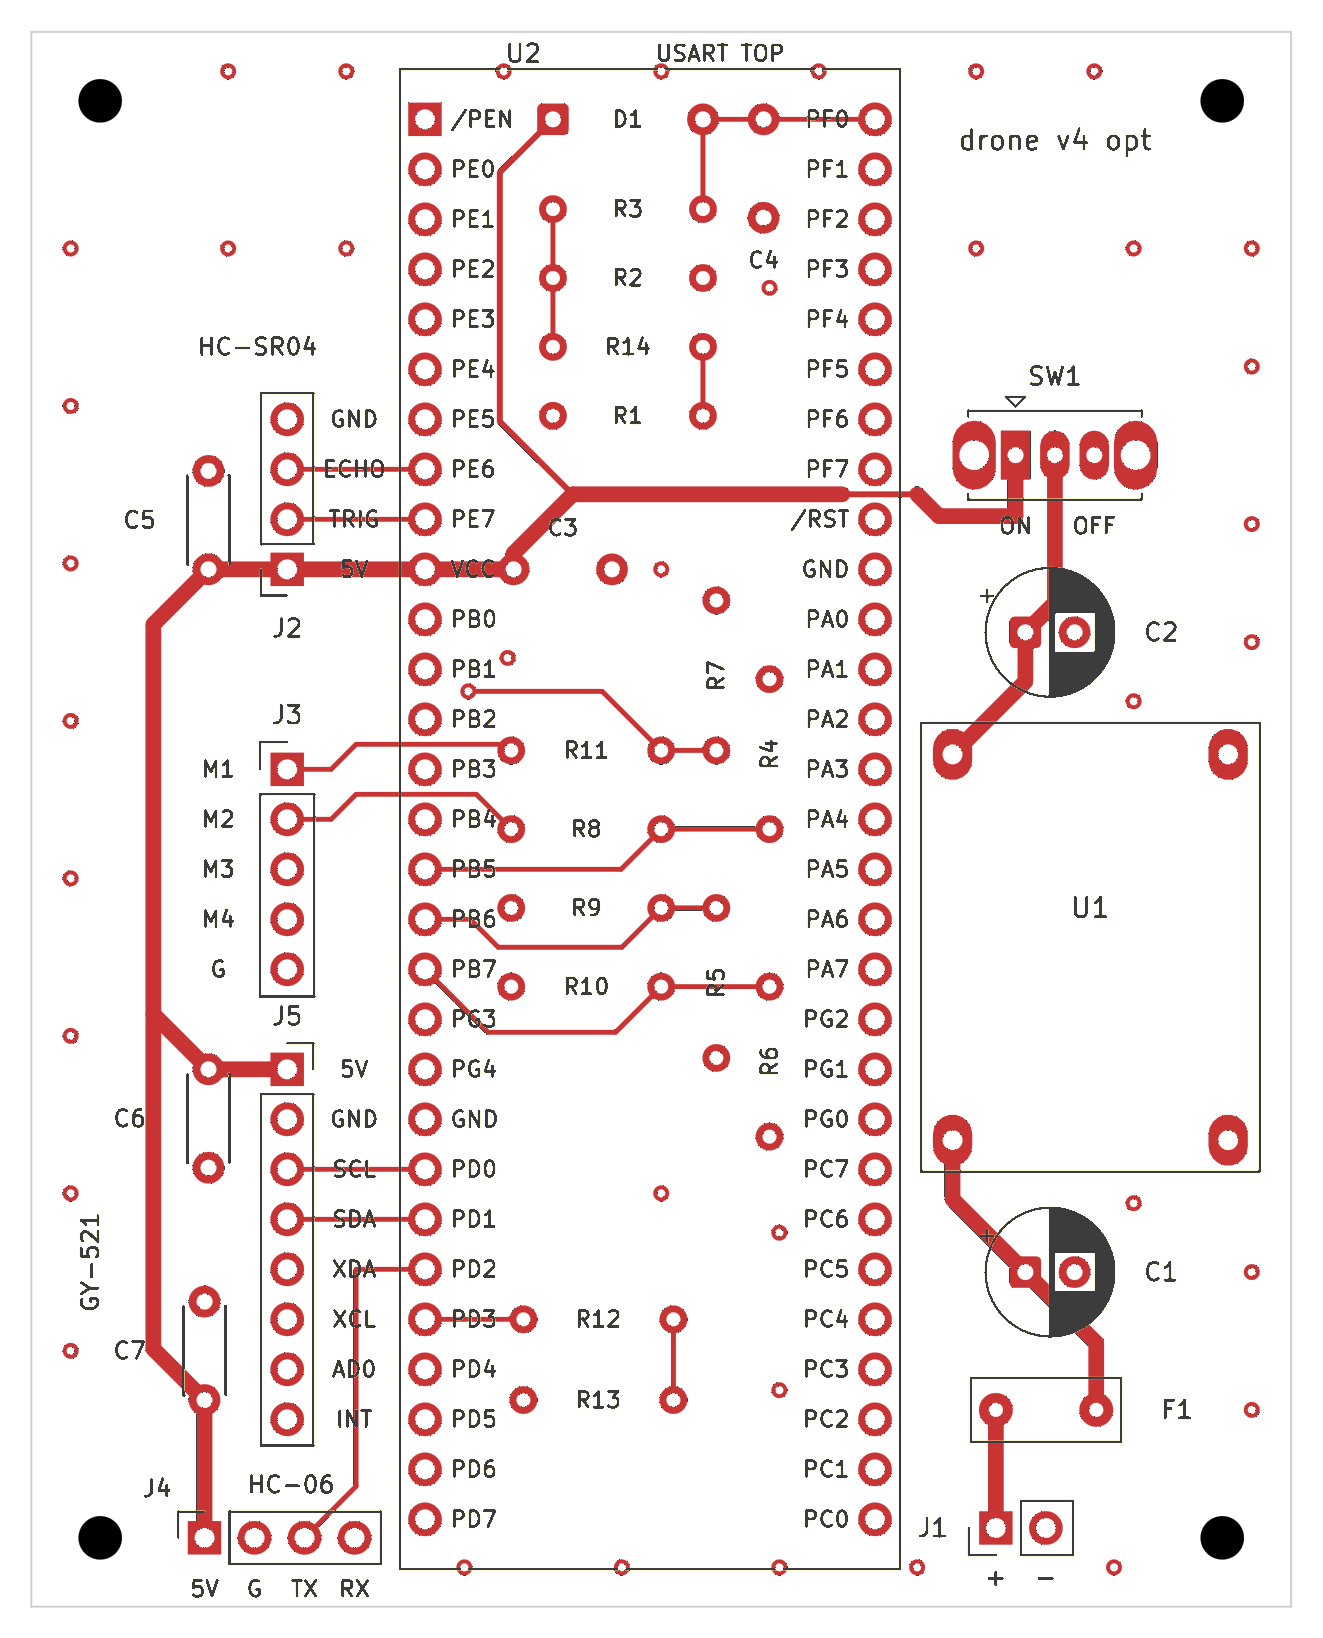 U2 USART TOP
/PEN D1 PF0
drone v4 opt
PE0 PF1
PE1 R3 PF2
C4
PE2 R2 PF3
PE3 PF4
HC-SR04 R14
PE4 PF5
SW1
GND PE5 R1 PF6
ECHO PE6 PF7
C5 TRIG PE7 C3 /RST ON OFF
5V VCC GND
J2 PB0 PA0 + C2
PB1 R7 PA1
J3 PB2 PA2
R11 R4
M1 PB3 PA3
M2 PB4 R8 PA4
M3 PB5 PA5
M4 PB6 R9 PA6 U1
G PB7 R10 R5 PA7
J5 PG3 PG2
5V PG4 R6 PG1
C6 GND GND PG0
SCL PD0 PC7
SDA PD1 PC6
GY-521 XDA PD2 PC5 + C1
C7 XCL PD3 R12 PC4
AD0 PD4 PC3
INT PD5 R13 PC2 F1
J4 HC-06 PD6 PC1
PD7 PC0 J1
5V G TX RX + -